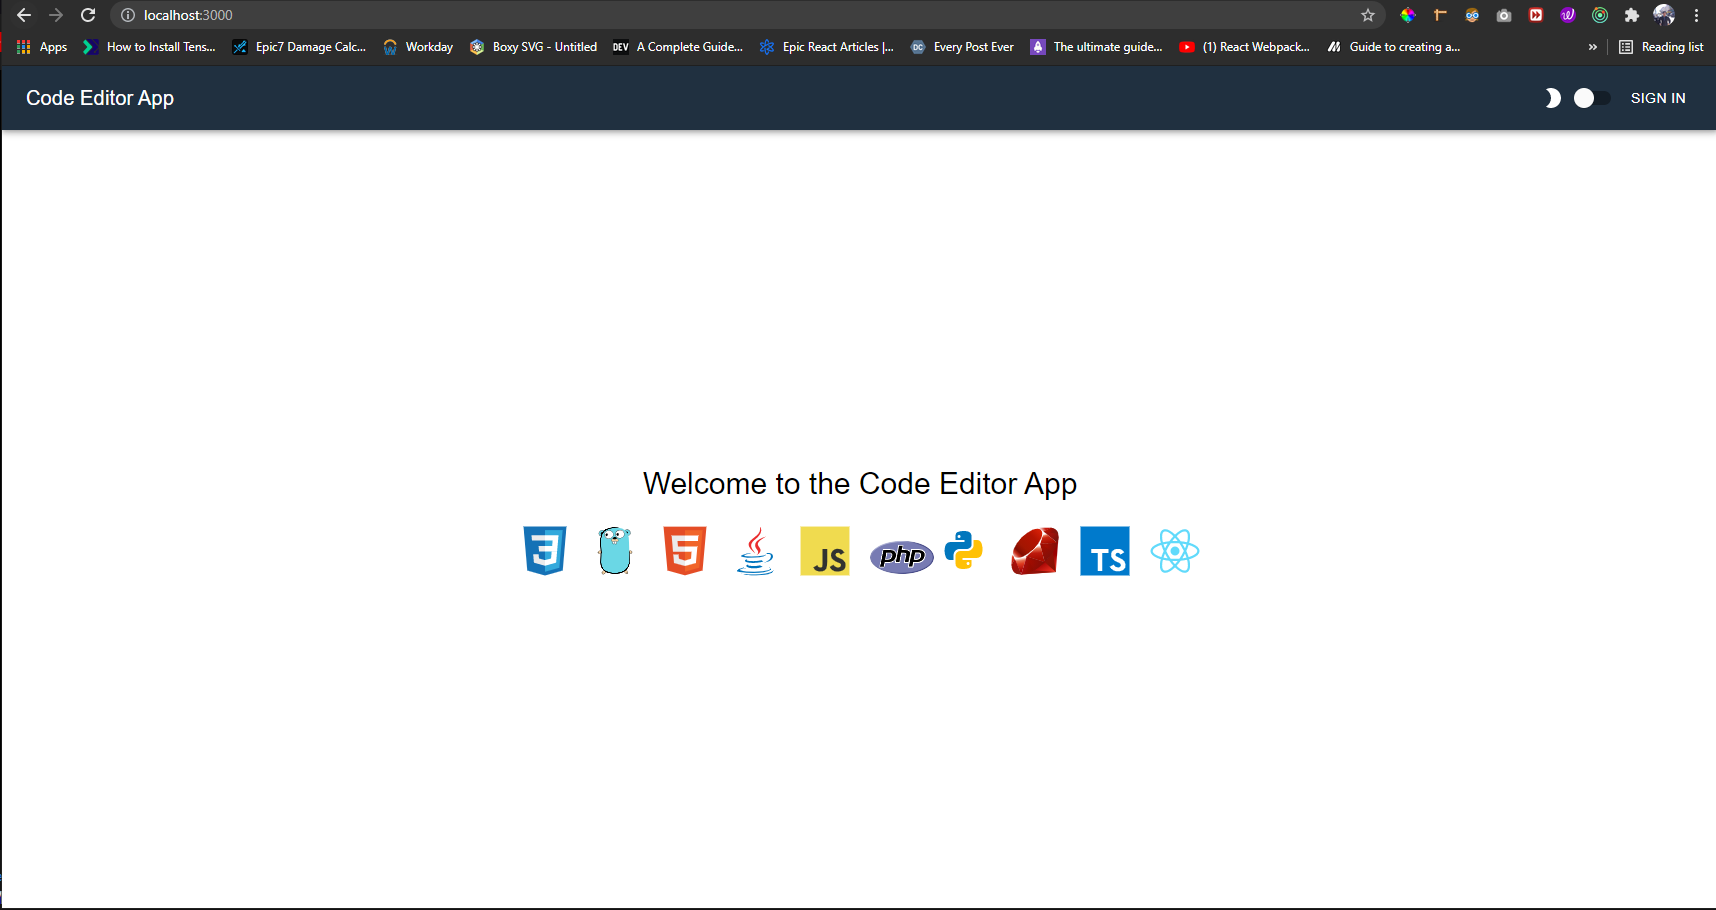 localhost:3000
Apps How to Install Tens... Epic7 Damage Calc... Workday Boxy SVG - Untitled DEV A Complete Guide... Epic React Articles |... DC Every Post Ever The ultimate guide... (1) React Webpack... Guide to creating a... » Reading list
Code Editor App SIGN IN
Welcome to the Code Editor App
3 5 JS php TS